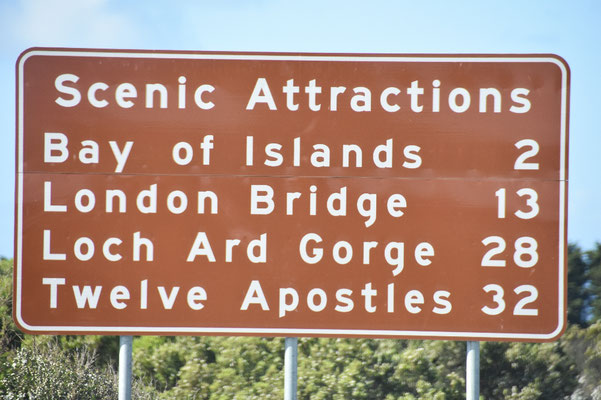 Scenic Attractions
Bay of Islands 2
London Bridge 13
Loch Ard Gorge 28
Twelve Apostles 32